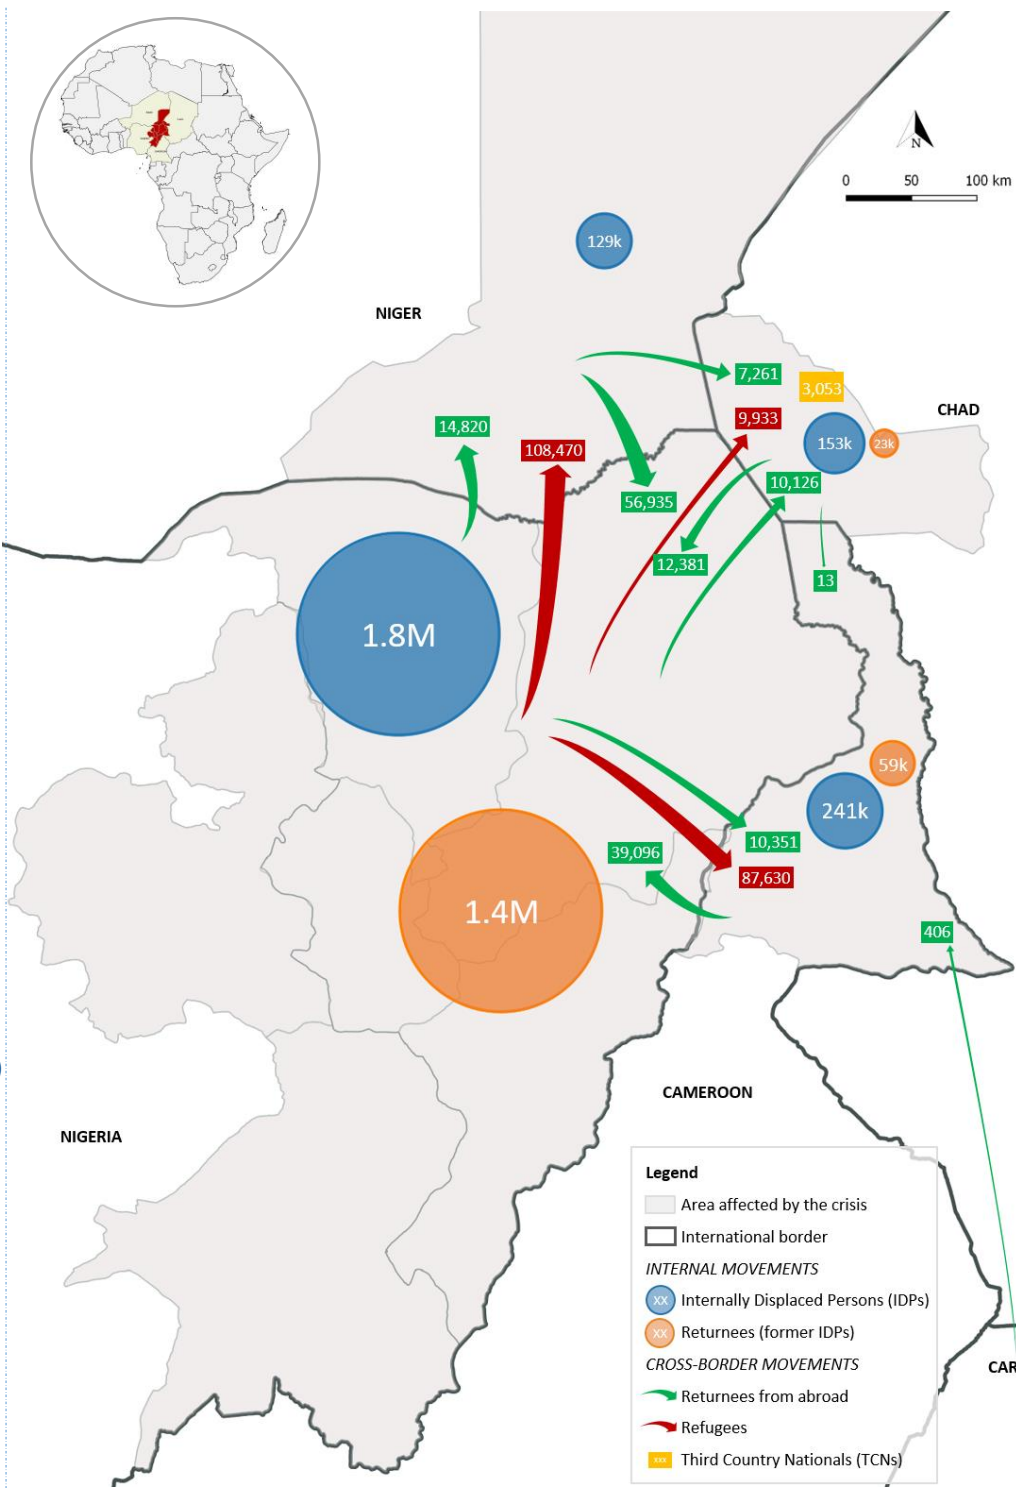 N
0 50 100 km
129k
NIGER
7,261
3,053
9,933
CHAD
14,820
153k
23k
108,470
10,126
56,935
12,381
13
1.8M
59k
241k
10,351
39,096
87,630
1.4M
406
CAMEROON
NIGERIA
Legend
Area affected by the crisis
International border
INTERNAL MOVEMENTS
xx Internally Displaced Persons (IDPs)
xx Returnees (former IDPs)
CROSS-BORDER MOVEMENTS
CAR
Returnees from abroad
Refugees
xxx Third Country Nationals (TCNs)